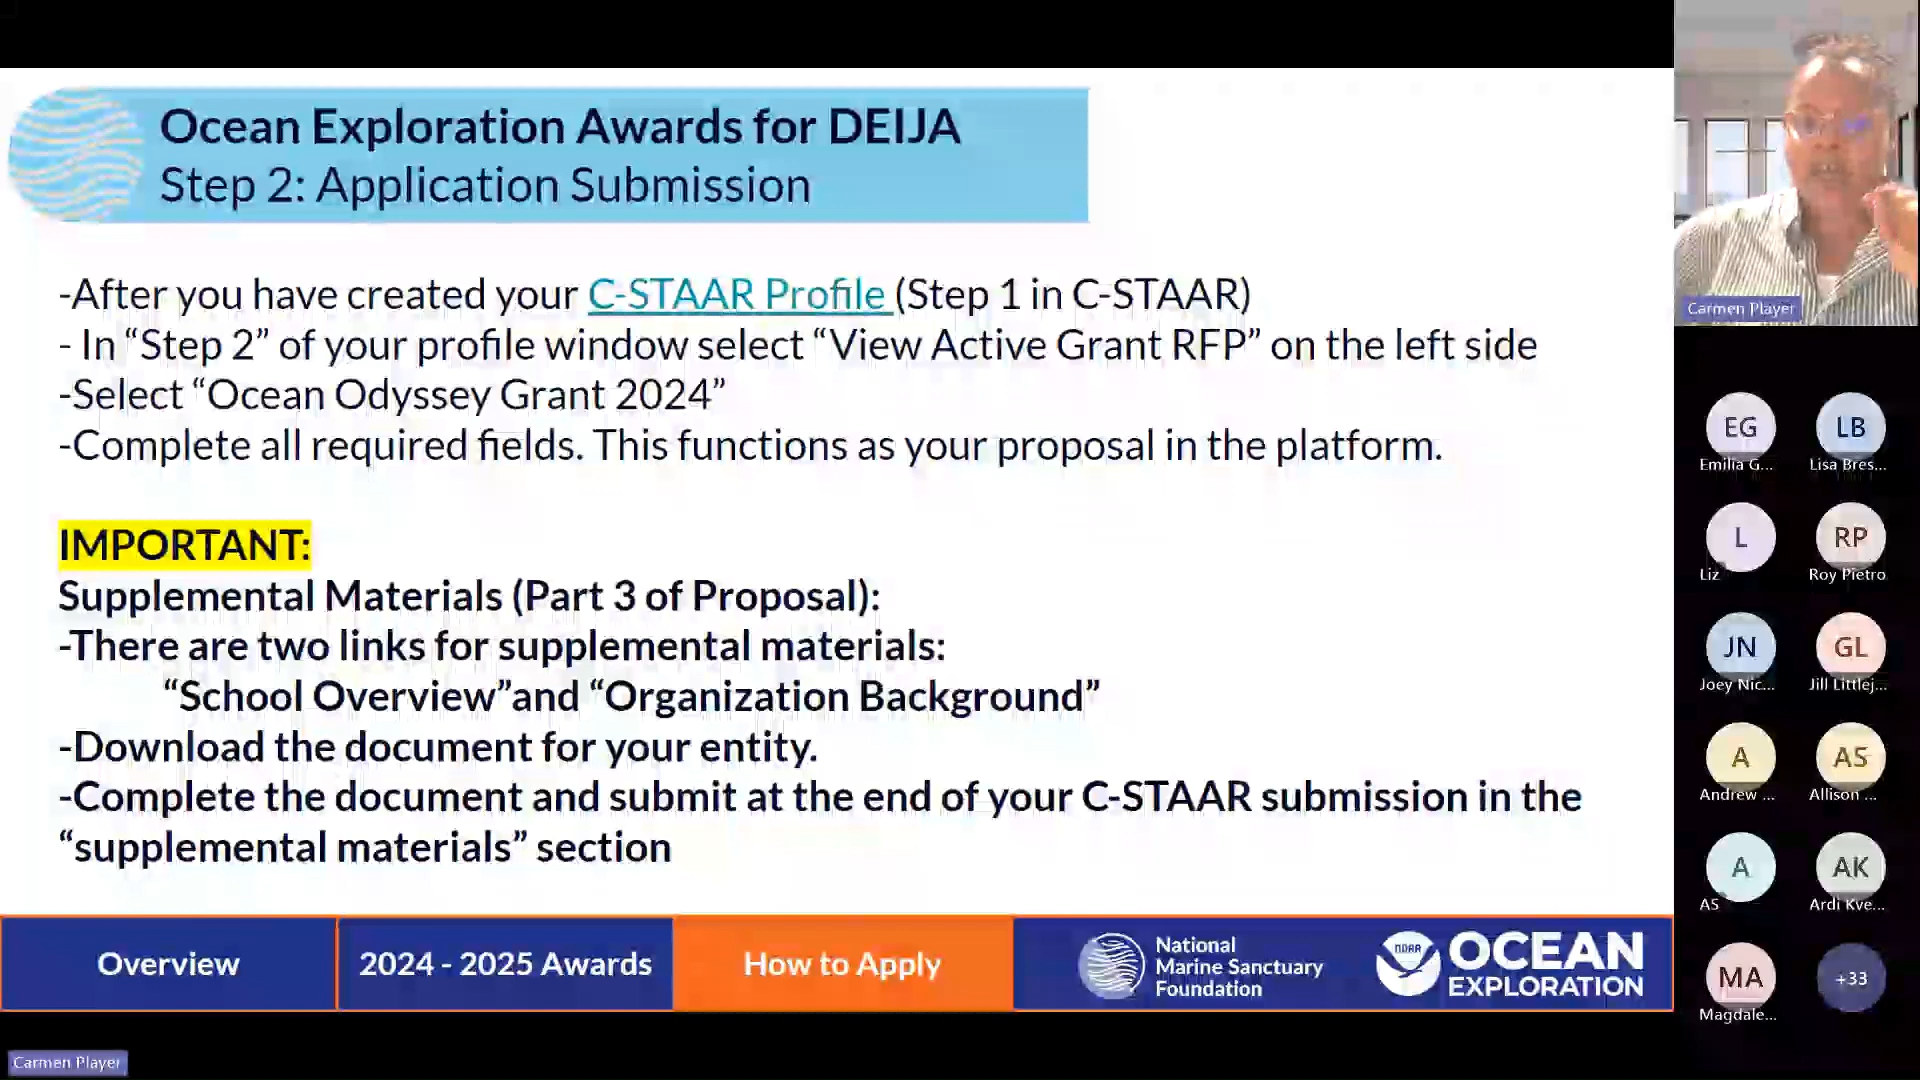 Ocean Exploration Awards for DEIJA
Step 2: Application Submission
-After you have created your C-STAAR Profile (Step 1 in C-STAAR)
- In “Step 2” of your profile window select “View Active Grant RFP” on the left side
-Select “Ocean Odyssey Grant 2024”
-Complete all required fields. This functions as your proposal in the platform.
IMPORTANT:
Supplemental Materials (Part 3 of Proposal):
-There are two links for supplemental materials:
“School Overview”and “Organization Background”
-Download the document for your entity.
-Complete the document and submit at the end of your C-STAAR submission in the
“supplemental materials” section
Overview
2024 - 2025 Awards
How to Apply
National
Marine Sanctuary
Foundation
NOAA
OCEAN
EXPLORATION
Carmen Player
Carmen Player
EG
Emilia G...
LB
Lisa Bres...
L
Liz
RP
Roy Pietro
JN
Joey Nic...
GL
Jill Littlej...
A
Andrew ...
AS
Allison ...
A
AS
AK
Ardi Kve...
MA
Magdale...
+33